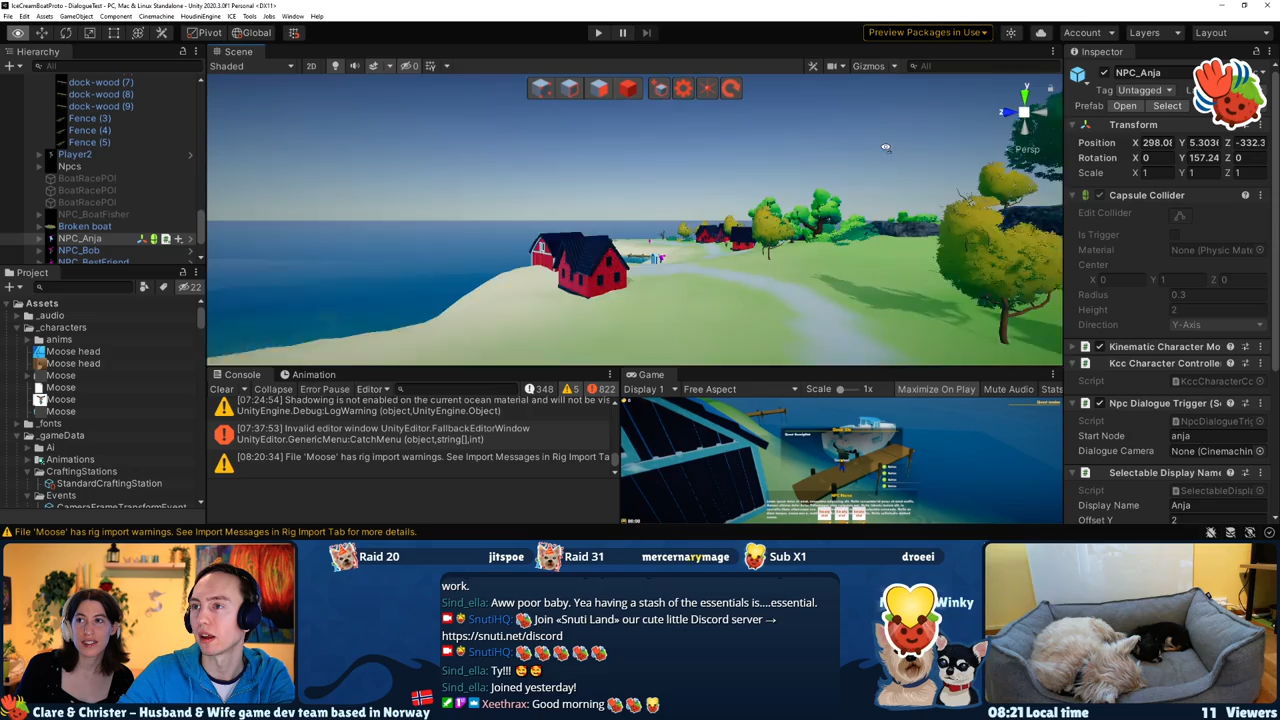 IceCreamBoatProto - DialogueTest - PC, Mac & Linux Standalone - Unity 2020.3.0f1 Personal <DX11>
File Edit Assets GameObject Component Cinemachine HoudiniEngine ICE Tools Jobs Window Help
Pivot Global Preview Packages in Use Account Layers Layout
Hierarchy
All
dock-wood (7)
dock-wood (8)
dock-wood (9)
Fence (3)
Fence (4)
Fence (5)
Player2
Npcs
BoatRacePOI
BoatRacePOI
BoatRacePOI
NPC_BoatFisher
Broken boat
NPC_Anja
NPC_Bob
NPC_BestFriend
Project
22
Assets
_audio
_characters
anims
Moose head
Moose head
Moose
Moose
Moose
Moose
_fonts
_gameData
Ai
Animations
CraftingStations
StandardCraftingStation
Events
CameraFrameTransformEvent
Scene
Shaded 2D 0 Gizmos All
y
z
Persp
Console Animation
Clear Collapse Error Pause Editor 348 5 822
[07:24:54] Shadowing is not enabled on the current ocean material and will not be vis
UnityEngine.Debug:LogWarning (object,UnityEngine.Object)
[07:37:53] Invalid editor window UnityEditor.FallbackEditorWindow
UnityEditor.GenericMenu:CatchMenu (object,string[],int)
[08:20:34] File 'Moose' has rig import warnings. See Import Messages in Rig Import Ta
Game
Display 1 Free Aspect Scale 1x Maximize On Play Mute Audio Stats
Inspector
NPC_Anja
Tag Untagged
Prefab Open Select
Transform
Position X 298.08 Y 5.3036 Z -332.3
Rotation X 0 Y 157.24 Z 0
Scale X 1 Y 1 Z 1
Capsule Collider
Edit Collider
Is Trigger
Material None (Physic Mate
Center
X 0 Y 1 Z 0
Radius 0.3
Height 2
Direction Y-Axis
Kinematic Character Mo
Kcc Character Controlle
Script KccCharacterCo
Npc Dialogue Trigger (S
Script NpcDialogueTrig
Start Node anja
Dialogue Camera None (Cinemachin
Selectable Display Name
Script SelectableDispla
Display Name Anja
Offset Y 2
File 'Moose' has rig import warnings. See Import Messages in Rig Import Tab for more details.
Raid 20 jitspoe Raid 31 mercernarymage Sub X1 droeei
work.
Sind_ella: Aww poor baby. Yea having a stash of the essentials is....essential.
SnutiHQ: Join «Snuti Land» our cute little Discord server →
https://snuti.net/discord
SnutiHQ:
Sind_ella: Ty!!!
Sind_ella: Joined yesterday!
Xeethrax: Good morning
Winky
Clare & Christer – Husband & Wife game dev team based in Norway 08:21 Local time 11 Viewers